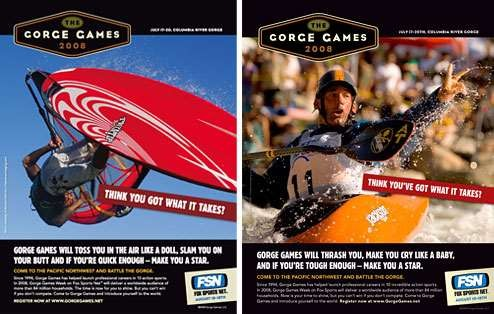 THE
GORGE GAMES
2008
JULY 17-20, COLUMBIA RIVER GORGE
THINK YOU GOT WHAT IT TAKES?
GORGE GAMES WILL TOSS YOU IN THE AIR LIKE A DOLL, SLAM YOU ON
YOUR BUTT AND IF YOU'RE QUICK ENOUGH – MAKE YOU A STAR.
COME TO THE PACIFIC NORTHWEST AND BATTLE THE GORGE.
Since 1996, Gorge Games has helped launch professional careers in 10 action sports.
In 2008, Gorge Games Week on Fox Sports Net will deliver a worldwide audience of
more than 84 million households. The time is now for you to shine. But you can't win
if you don't compete. Come to Gorge Games and introduce yourself to the world.
REGISTER NOW AT WWW.GORGEGAMES.NET
FSN
FOX SPORTS NET.
AUGUST 10-16TH
THE
GORGE GAMES
2008
JULY 17-20TH, COLUMBIA RIVER GORGE
11
THINK YOU'VE GOT WHAT IT TAKES?
GORGE GAMES WILL THRASH YOU, MAKE YOU CRY LIKE A BABY,
AND IF YOU'RE TOUGH ENOUGH – MAKE YOU A STAR.
COME TO THE PACIFIC NORTHWEST AND BATTLE THE GORGE.
Since 1996, Gorge Games has helped launch professional careers in 10 incredible action sports.
In 2008, Gorge Games Week on Fox Sports Net will deliver a worldwide audience of more than 84 million
households. Now is your time to shine, but you can't win if you don't compete. Come to Gorge
Games and introduce yourself to the world. Register now at www.GorgeGames.net
FSN
FOX SPORTS NET.